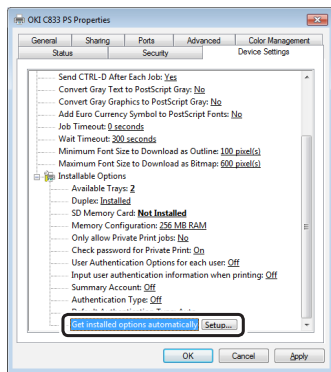 OKI C833 PS Properties
General Sharing Ports Advanced Color Management
Status Security Device Settings
Send CTRL-D After Each Job: Yes
Convert Gray Text to PostScript Gray: No
Convert Gray Graphics to PostScript Gray: No
Add Euro Currency Symbol to PostScript Fonts: No
Job Timeout: 0 seconds
Wait Timeout: 300 seconds
Minimum Font Size to Download as Outline: 100 pixel(s)
Maximum Font Size to Download as Bitmap: 600 pixel(s)
Installable Options
Available Trays: 2
Duplex: Installed
SD Memory Card: Not Installed
Memory Configuration: 256 MB RAM
Only allow Private Print jobs: No
Check password for Private Print: On
User Authentication Options for each user: Off
Input user authentication information when printing: Off
Summary Account: Off
Authentication Type: Off
Get installed options automatically Setup...
OK Cancel Apply